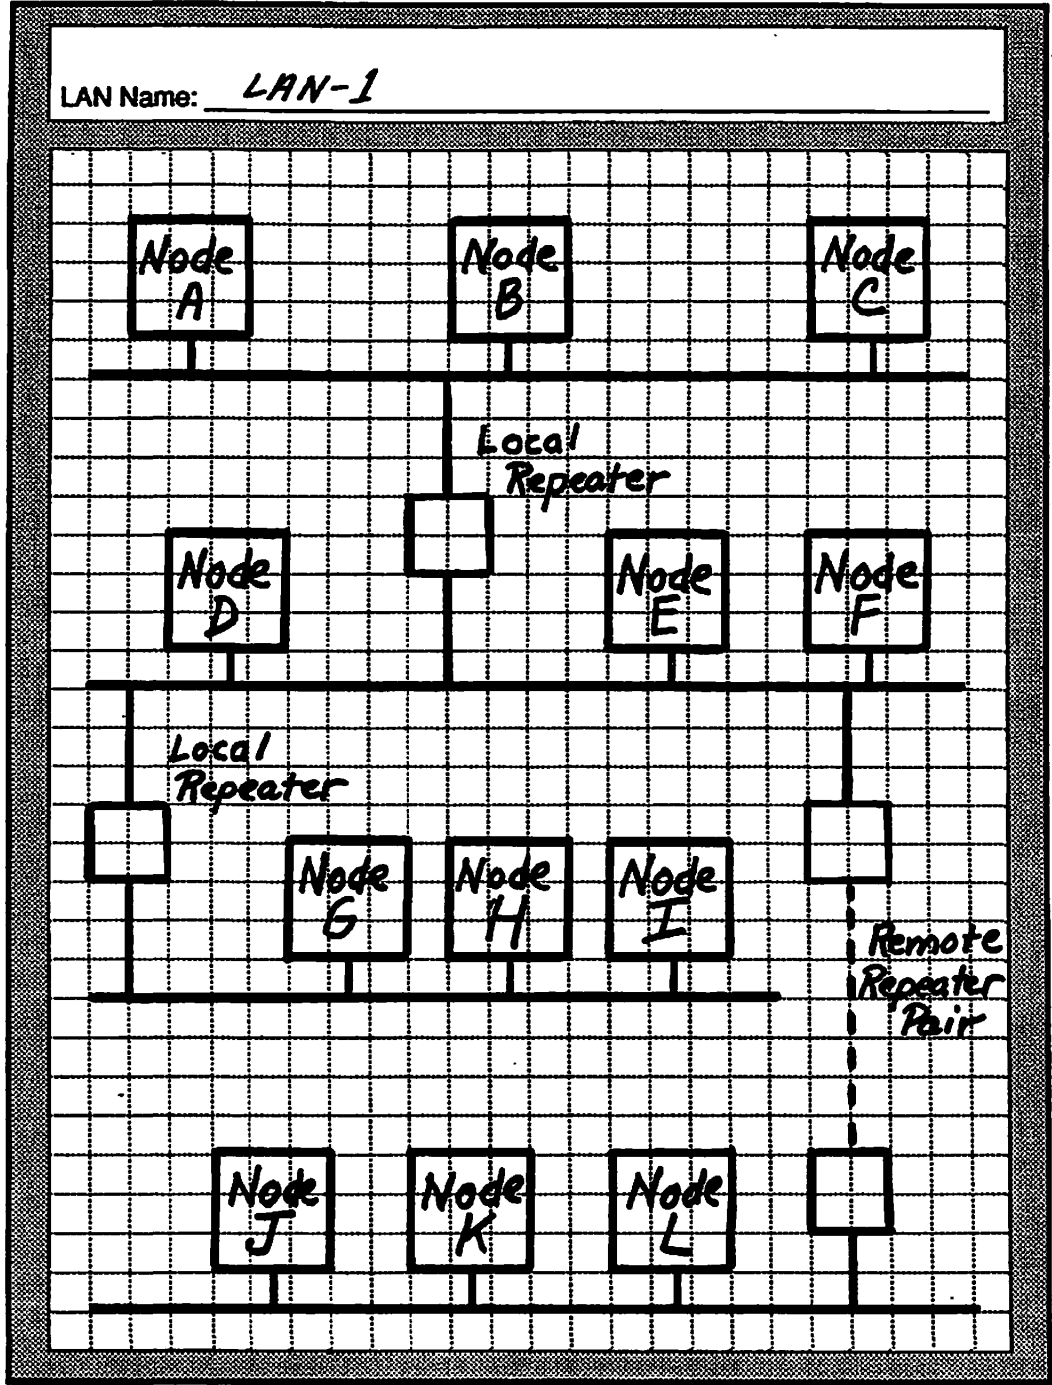 LAN Name: LAN-1
Node
A
Node
B
Node
C
Local
Repeater
Node
D
Node
E
Node
F
Local
Repeater
Node
G
Node
H
Node
I
Remote
Repeater
Pair
Node
J
Node
K
Node
L